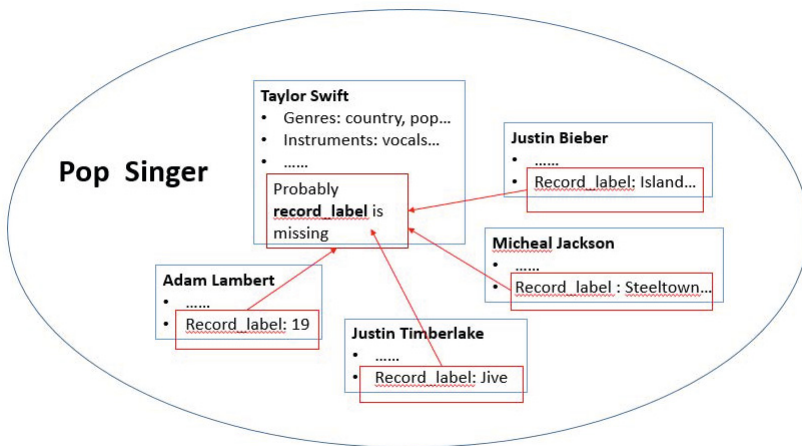 Taylor Swift
• Genres: country, pop...
• Instruments: vocals...
• ......
Probably
record_label is
missing
Pop Singer
Justin Bieber
• ......
• Record_label: Island...
Micheal Jackson
• ......
• Record_label : Steeltown...
Adam Lambert
• ......
• Record_label: 19
Justin Timberlake
• ......
• Record_label: Jive